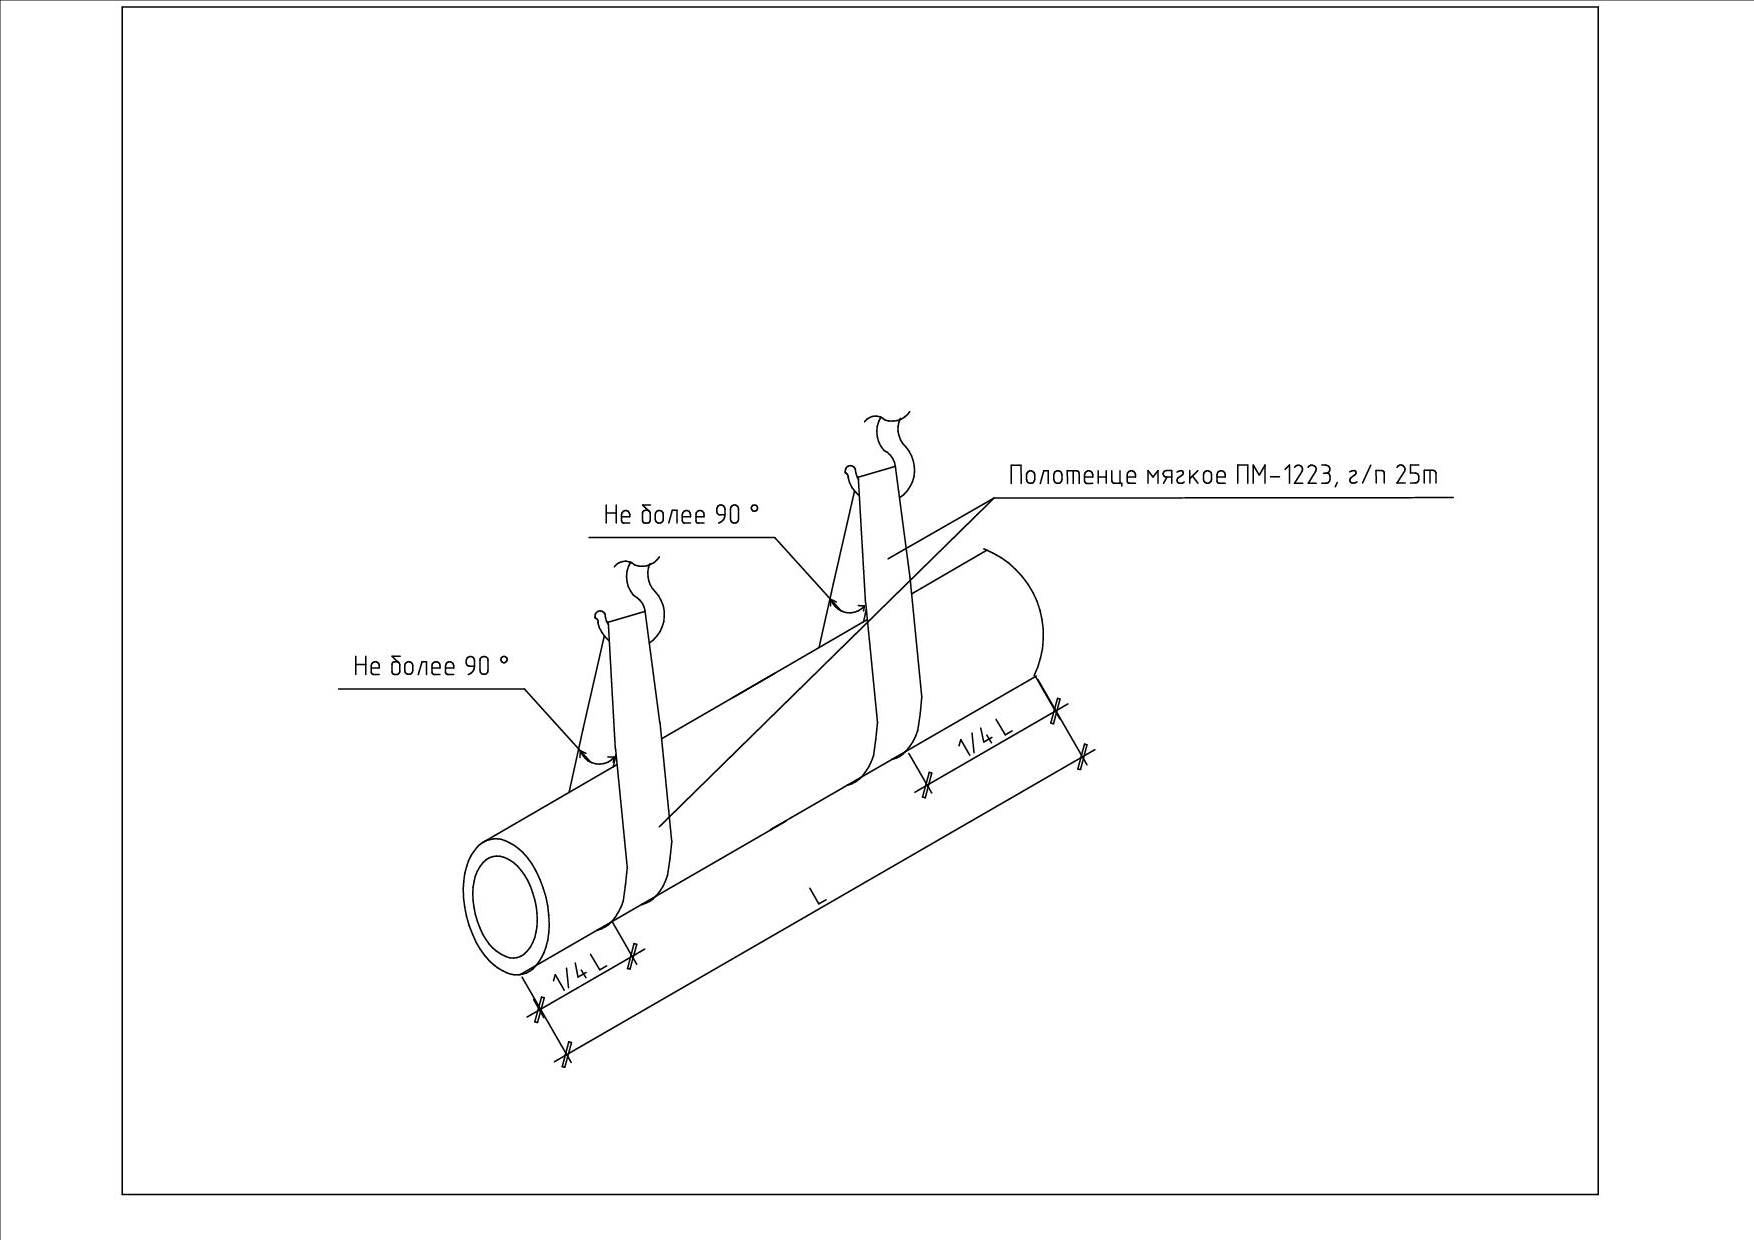 Полотенце мягкое ПМ-1223, г/п 25т
Не более 90 °
Не более 90 °
1/4 L
L
1/4 L